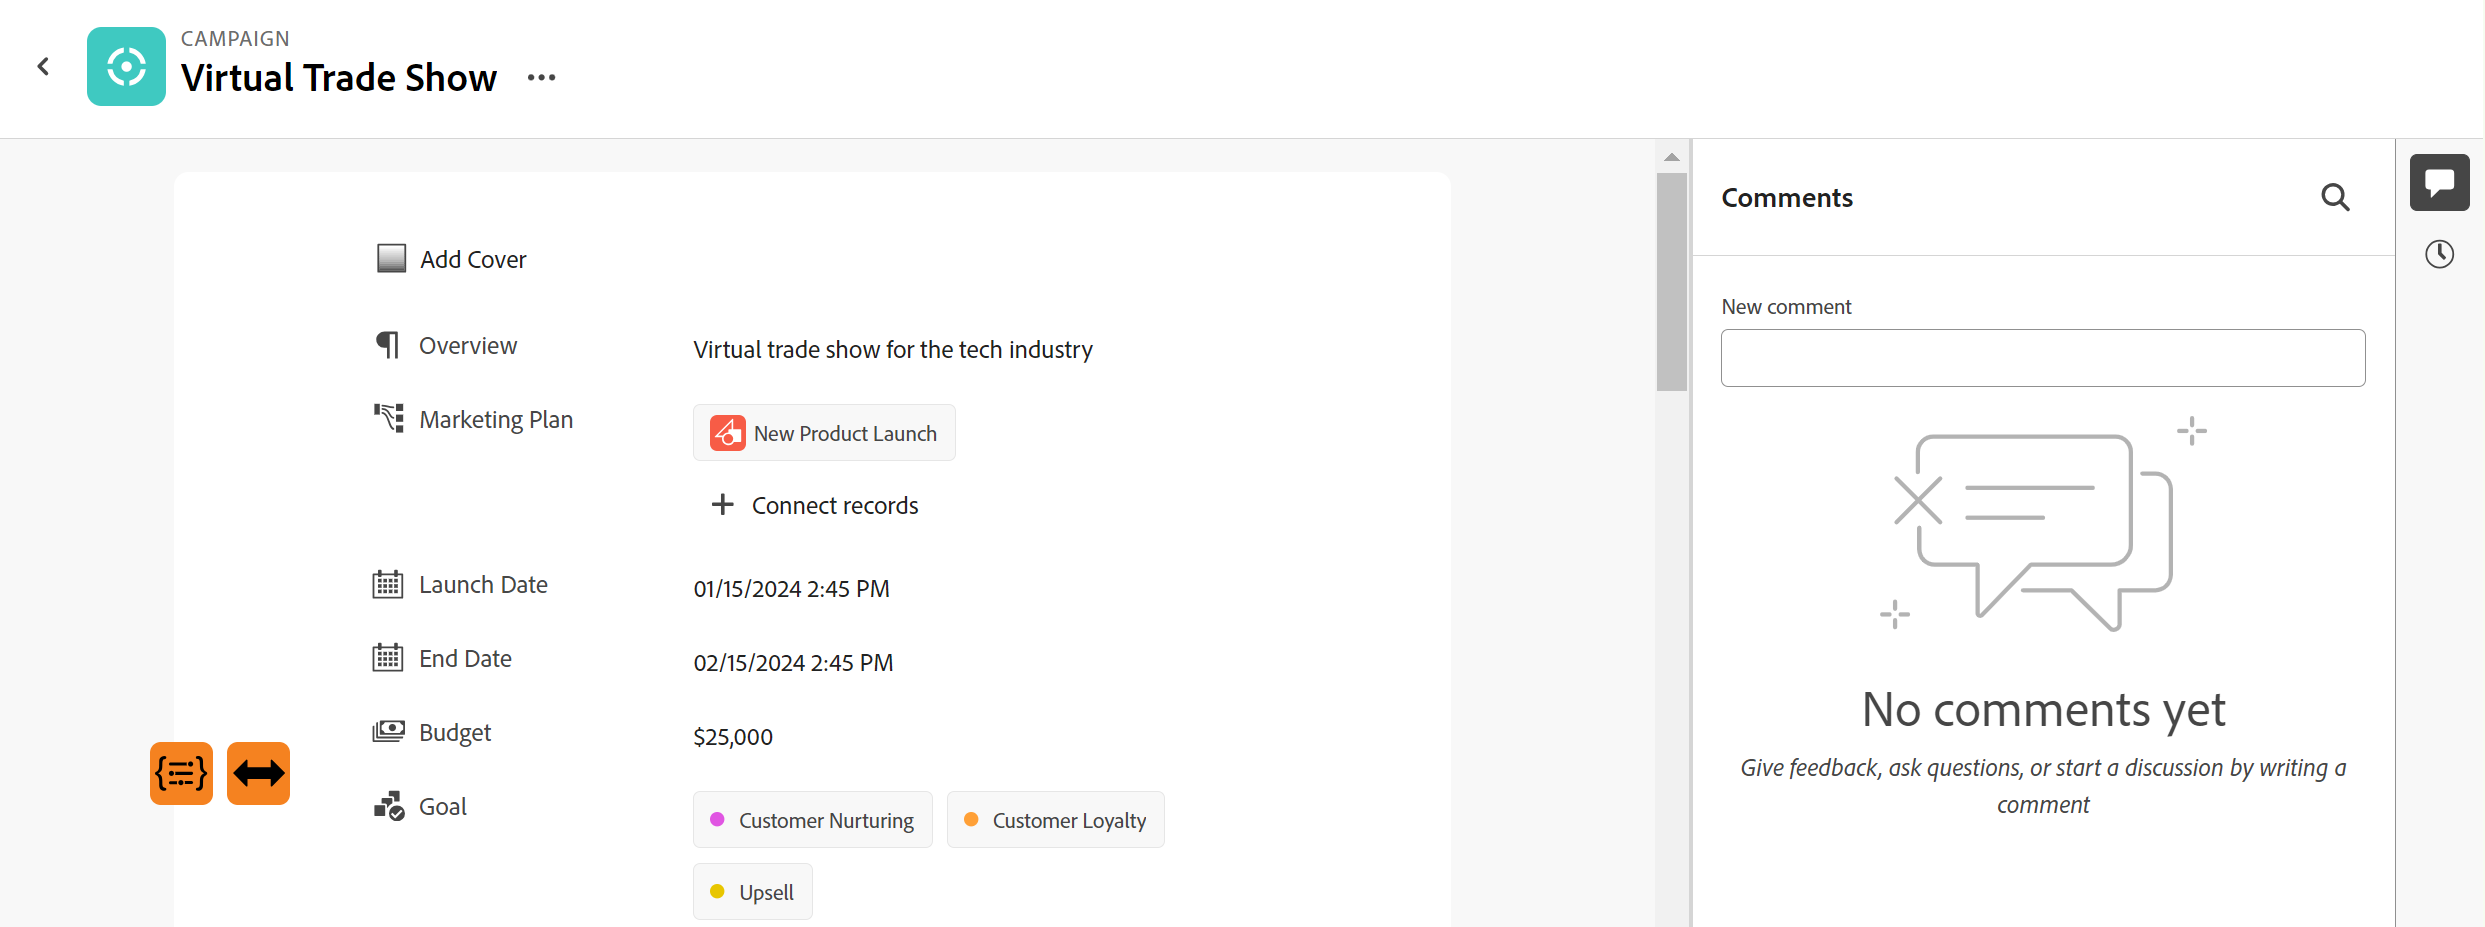 CAMPAIGN
Virtual Trade Show
Add Cover
Overview
Virtual trade show for the tech industry
Marketing Plan
New Product Launch
Connect records
Launch Date
01/15/2024 2:45 PM
End Date
02/15/2024 2:45 PM
Budget
$25,000
Goal
Customer Nurturing
Customer Loyalty
Upsell
Comments
New comment
No comments yet
Give feedback, ask questions, or start a discussion by writing a
comment